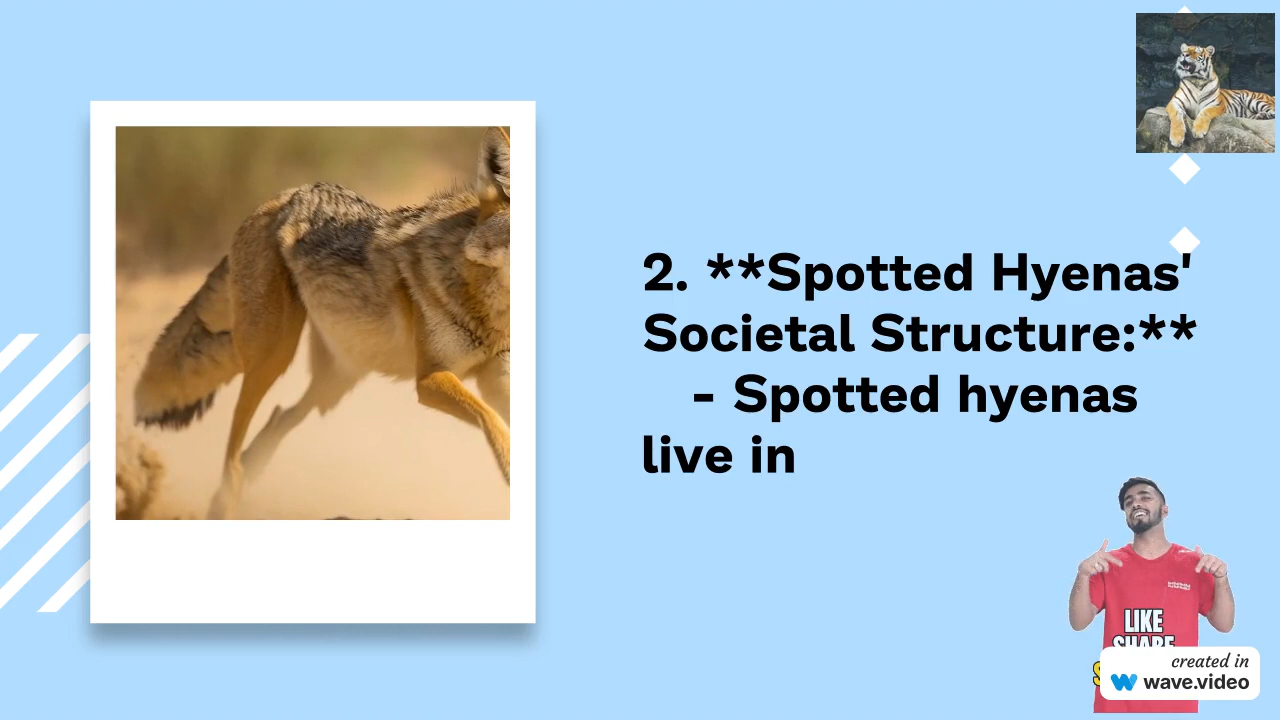 2. **Spotted Hyenas'
Societal Structure:**
- Spotted hyenas
live in
LIKE
SHARE
created in
wave.video